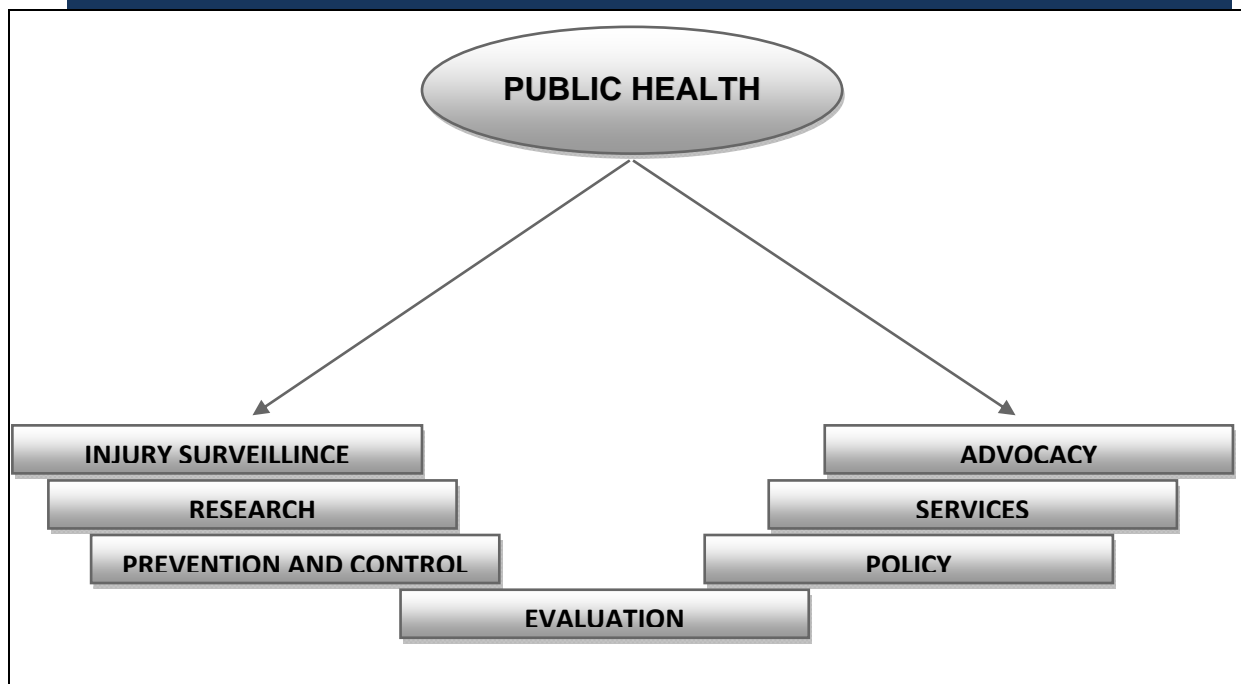 PUBLIC HEALTH
INJURY SURVEILLINCE
RESEARCH
PREVENTION AND CONTROL
ADVOCACY
SERVICES
POLICY
EVALUATION